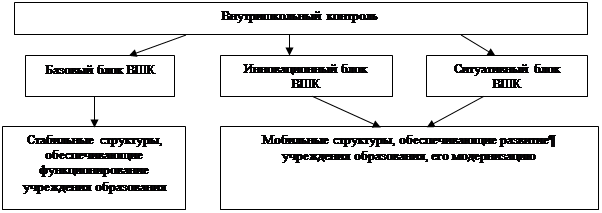 Внутришкольный контроль
Базовый блок ВШК
Инновационный блок
ВШК
Ситуативный блок
ВШК
Стабильные структуры,
обеспечивающие
функционирование
учреждения образования
Мобильные структуры, обеспечивающие развитие¶
учреждения образования, его модернизацию